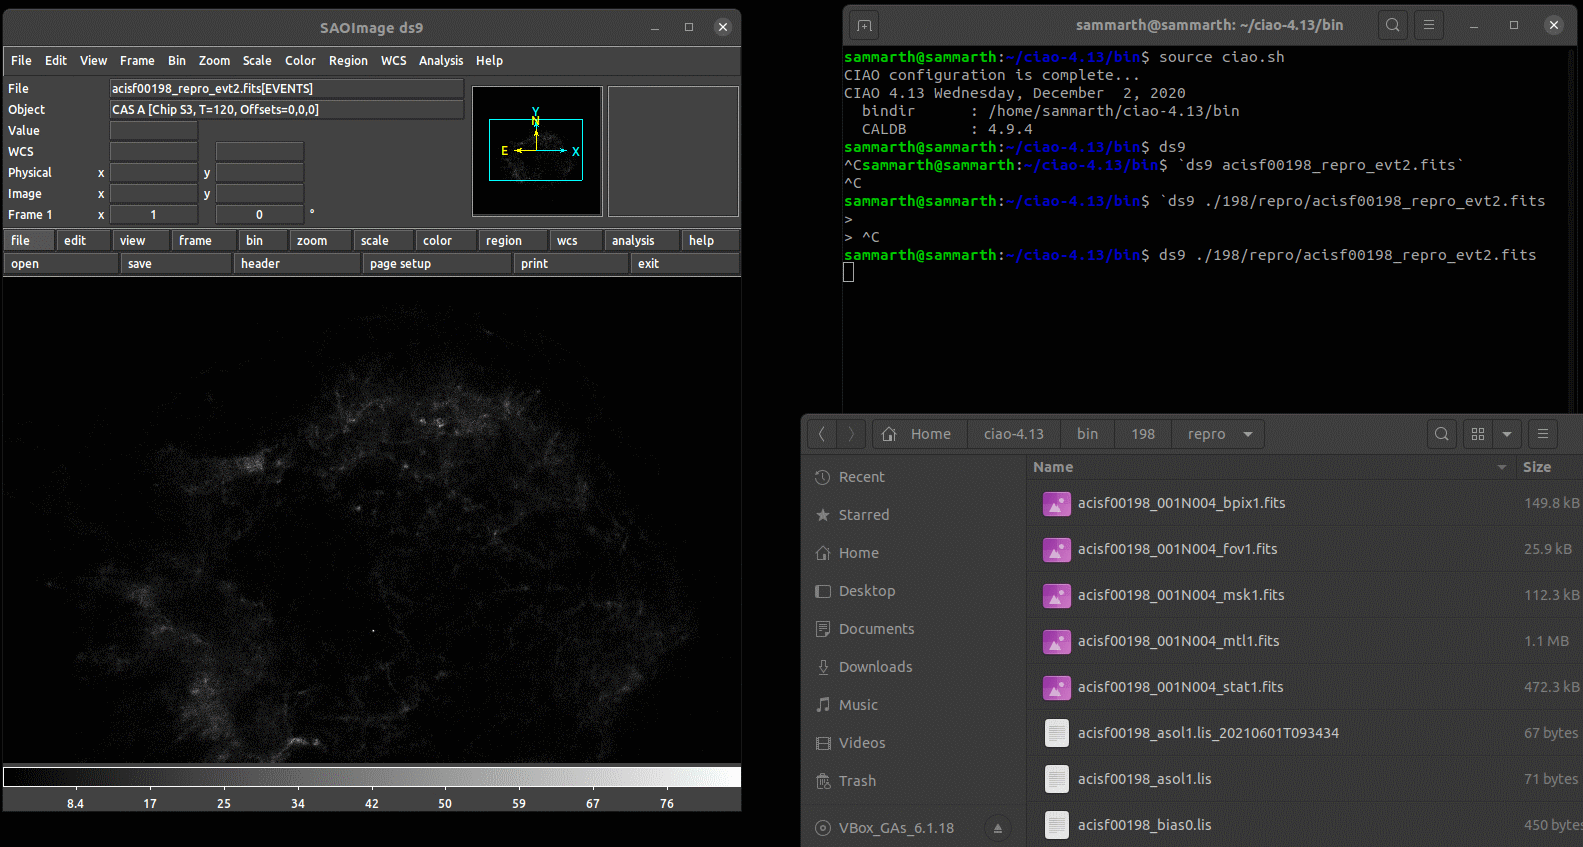 SAOImage ds9
File Edit View Frame Bin Zoom Scale Color Region WCS Analysis Help
File acisf00198_repro_evt2.fits[EVENTS]
Object CAS A [Chip S3, T=120, Offsets=0,0,0]
Value
WCS
Physical x y
Image x y
Frame 1 x 1 0 °
Y
N
E X
file edit view frame bin zoom scale color region wcs analysis help
open save header page setup print exit
8.4 17 25 34 42 50 59 67 76
sammarth@sammarth: ~/ciao-4.13/bin
sammarth@sammarth:~/ciao-4.13/bin$ source ciao.sh
CIAO configuration is complete...
CIAO 4.13 Wednesday, December  2, 2020
  bindir      : /home/sammarth/ciao-4.13/bin
  CALDB       : 4.9.4
sammarth@sammarth:~/ciao-4.13/bin$ ds9
^Csammarth@sammarth:~/ciao-4.13/bin$ `ds9 acisf00198_repro_evt2.fits`
^C
sammarth@sammarth:~/ciao-4.13/bin$ `ds9 ./198/repro/acisf00198_repro_evt2.fits
>
> ^C
sammarth@sammarth:~/ciao-4.13/bin$ ds9 ./198/repro/acisf00198_repro_evt2.fits
Home ciao-4.13 bin 198 repro
Recent
Starred
Home
Desktop
Documents
Downloads
Music
Videos
Trash
VBox_GAs_6.1.18
Name Size
acisf00198_001N004_bpix1.fits 149.8 kB
acisf00198_001N004_fov1.fits 25.9 kB
acisf00198_001N004_msk1.fits 112.3 kB
acisf00198_001N004_mtl1.fits 1.1 MB
acisf00198_001N004_stat1.fits 472.3 kB
acisf00198_asol1.lis_20210601T093434 67 bytes
acisf00198_asol1.lis 71 bytes
acisf00198_bias0.lis 450 bytes